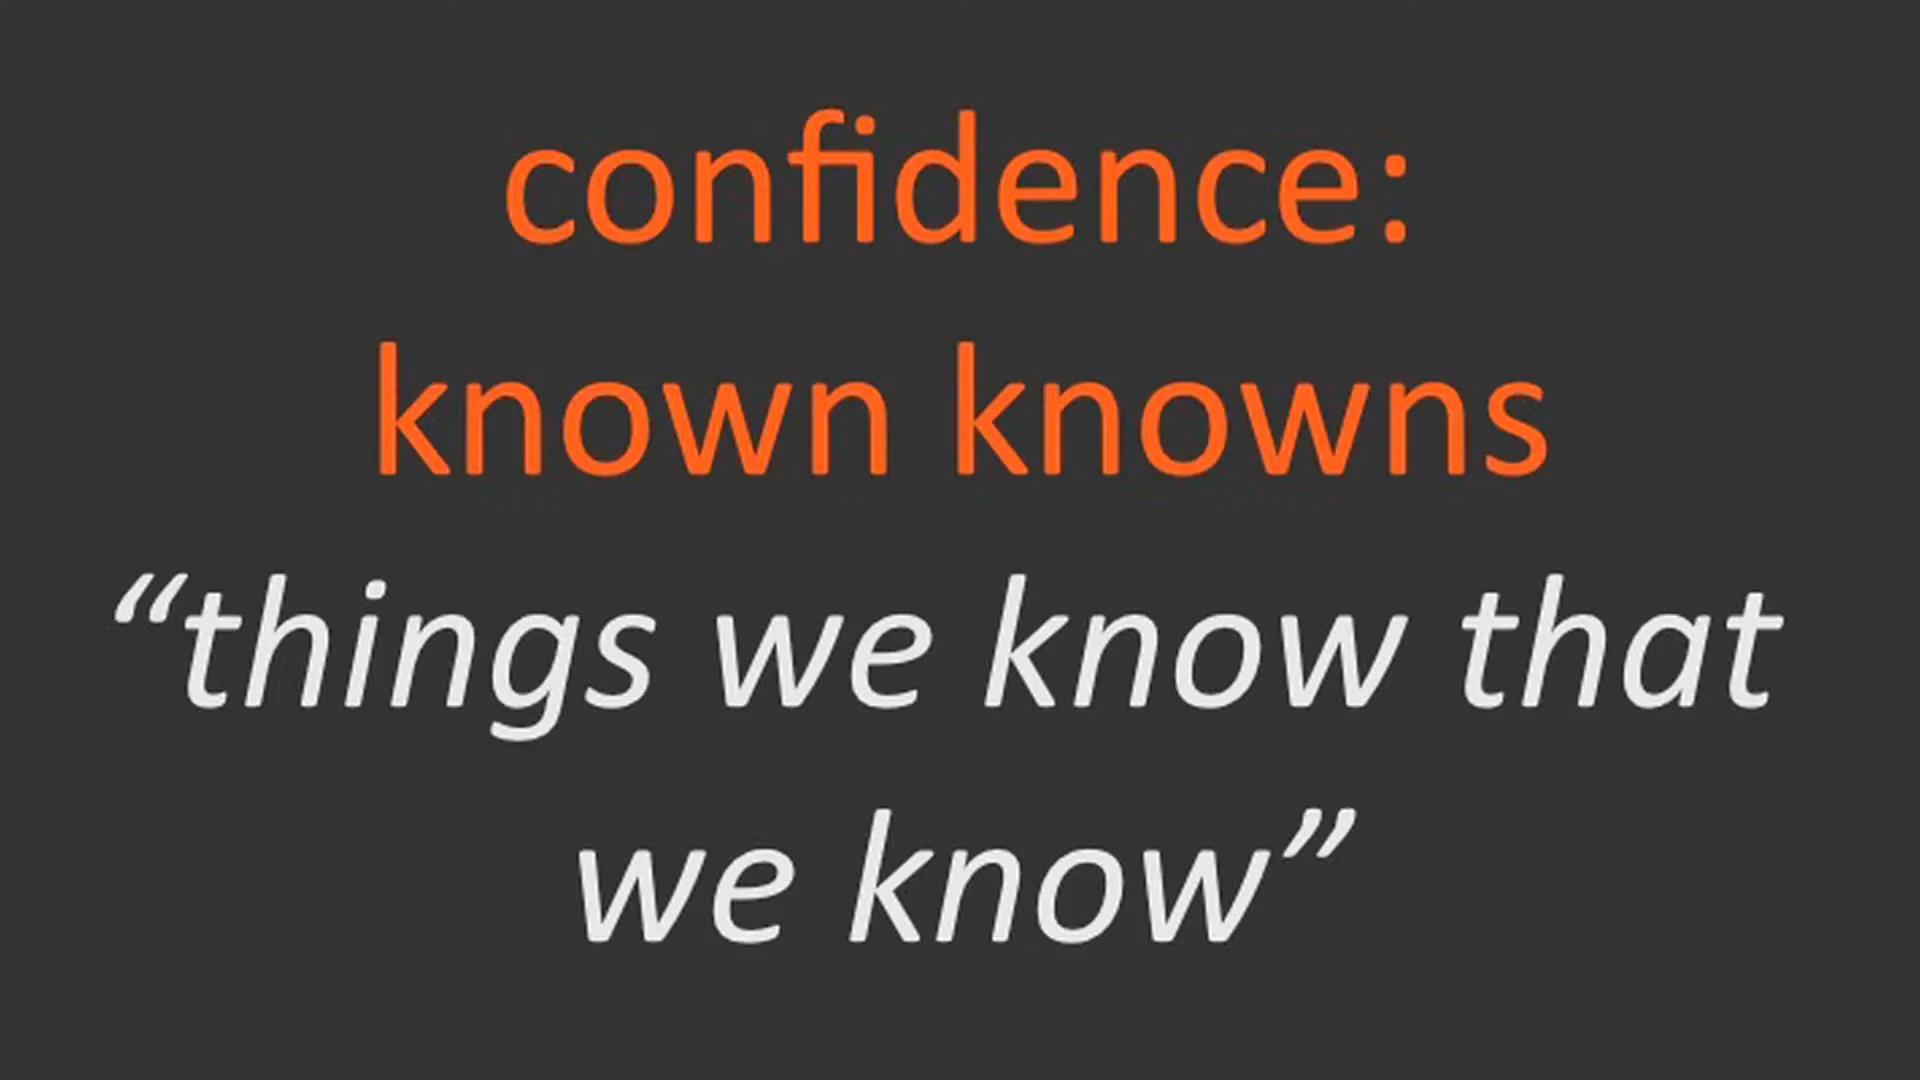 confidence:
known knowns
“things we know that
we know”